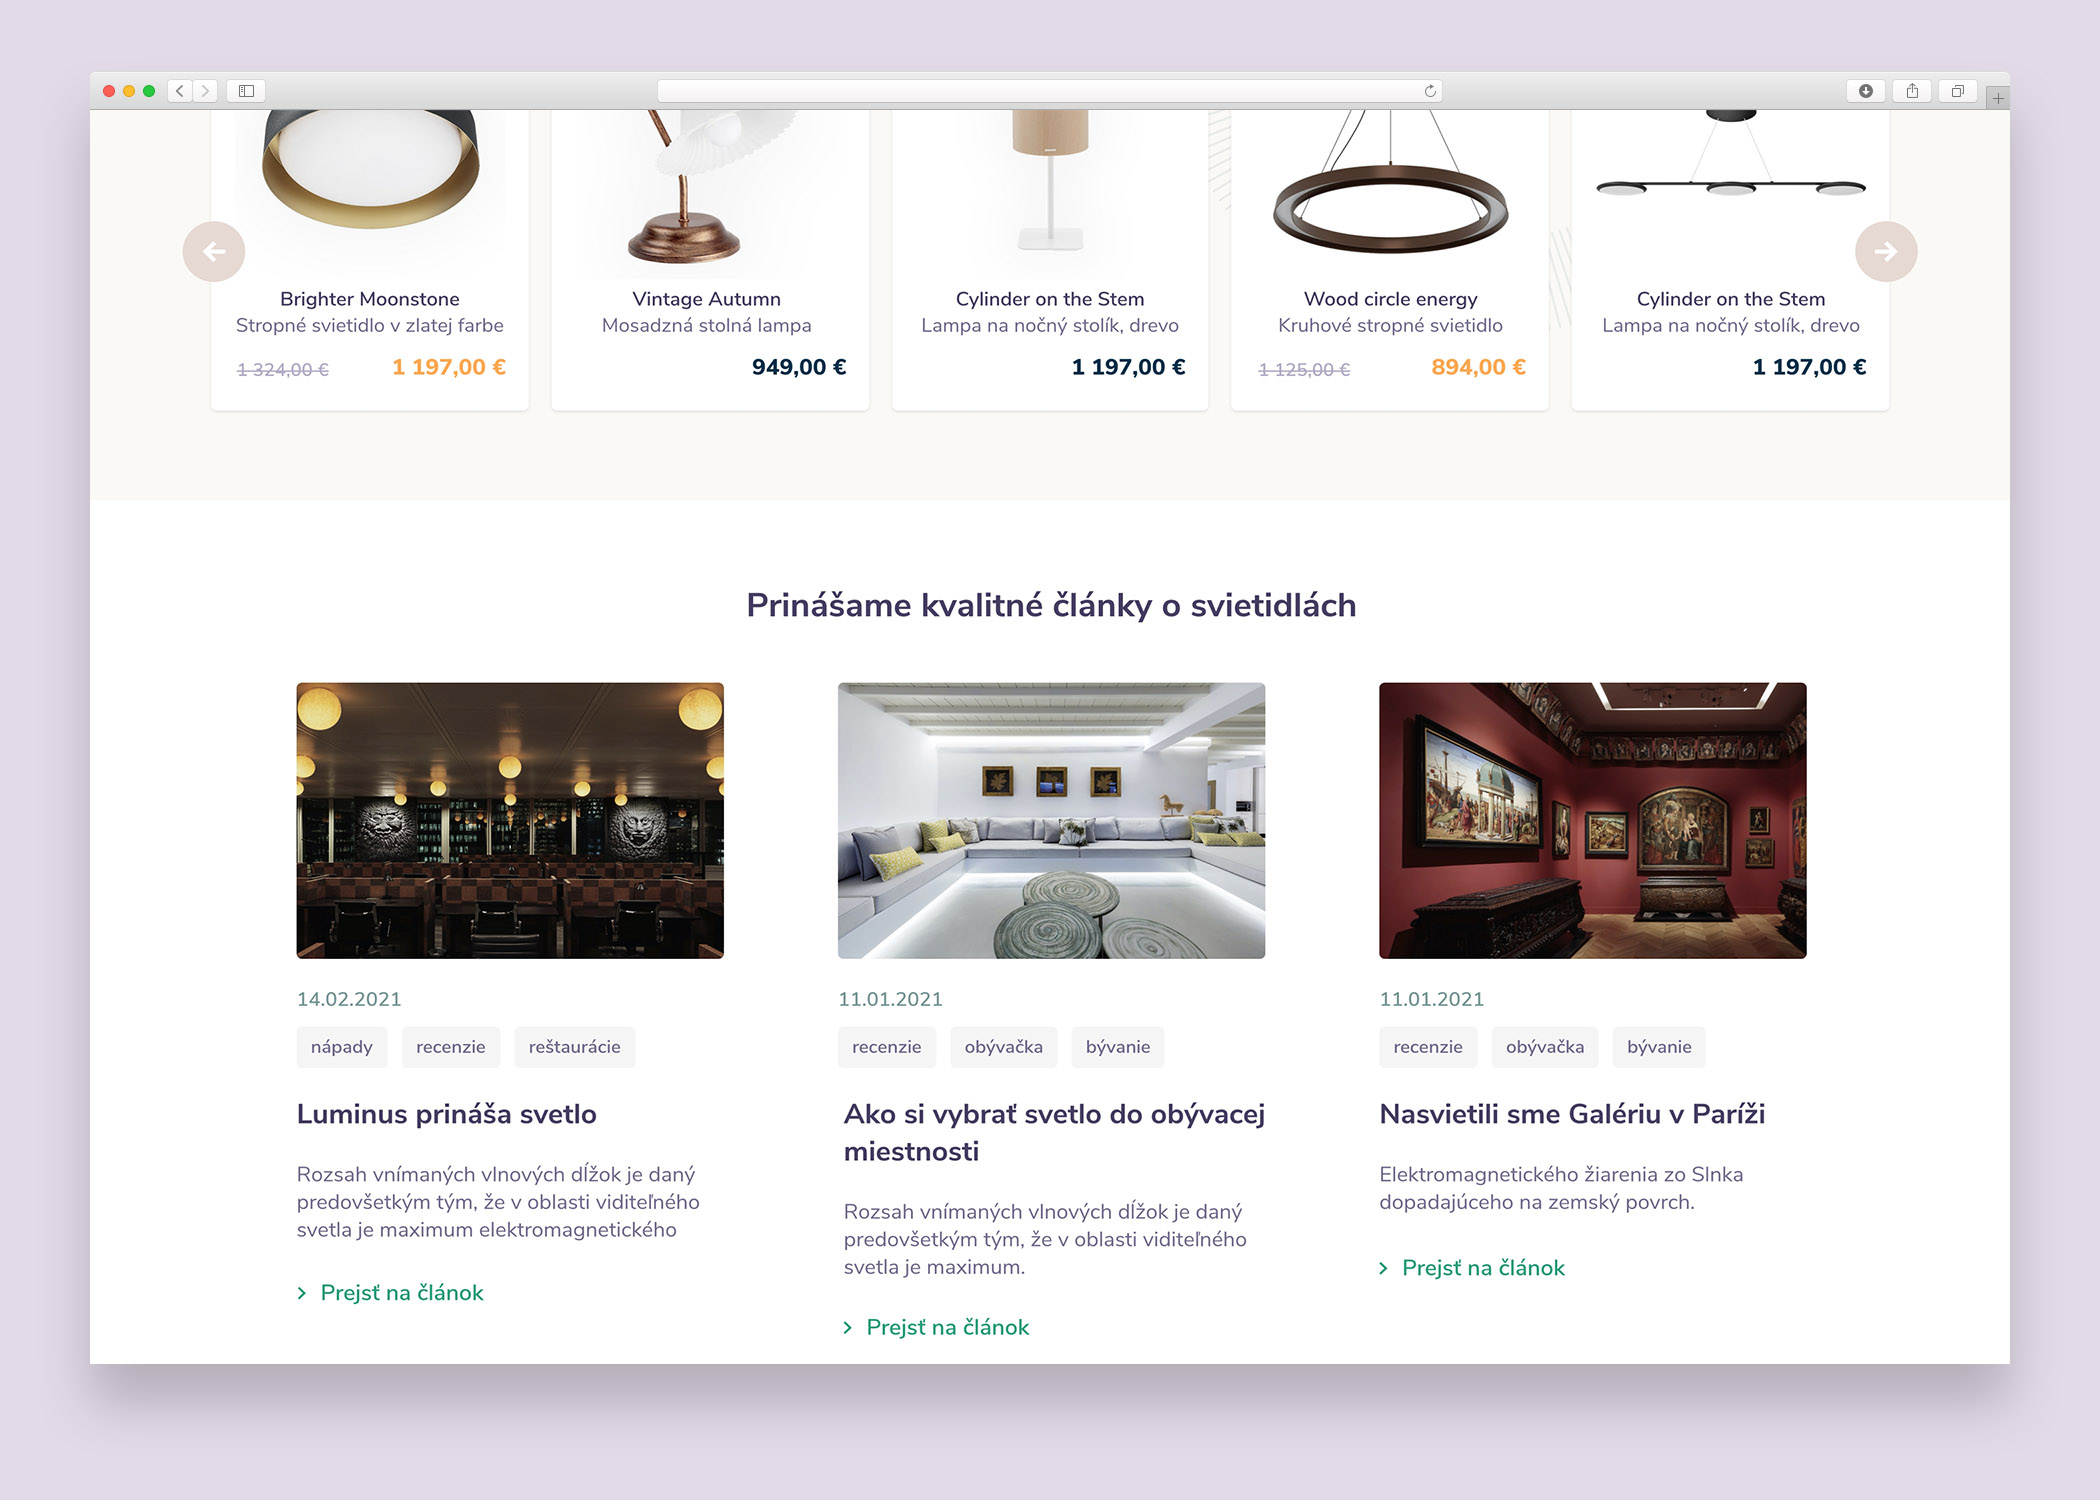 Brighter Moonstone
Stropné svietidlo v zlatej farbe
1 324,00 € 1 197,00 €
Vintage Autumn
Mosadzná stolná lampa
949,00 €
Cylinder on the Stem
Lampa na nočný stolík, drevo
1 197,00 €
Wood circle energy
Kruhové stropné svietidlo
1 125,00 € 894,00 €
Cylinder on the Stem
Lampa na nočný stolík, drevo
1 197,00 €
Prinášame kvalitné články o svietidlách
14.02.2021
nápady recenzie reštaurácie
Luminus prináša svetlo
Rozsah vnímaných vlnových dĺžok je daný
predovšetkým tým, že v oblasti viditeľného
svetla je maximum elektromagnetického
Prejsť na článok
11.01.2021
recenzie obývačka bývanie
Ako si vybrať svetlo do obývacej
miestnosti
Rozsah vnímaných vlnových dĺžok je daný
predovšetkým tým, že v oblasti viditeľného
svetla je maximum.
Prejsť na článok
11.01.2021
recenzie obývačka bývanie
Nasvietili sme Galériu v Paríži
Elektromagnetického žiarenia zo Slnka
dopadajúceho na zemský povrch.
Prejsť na článok